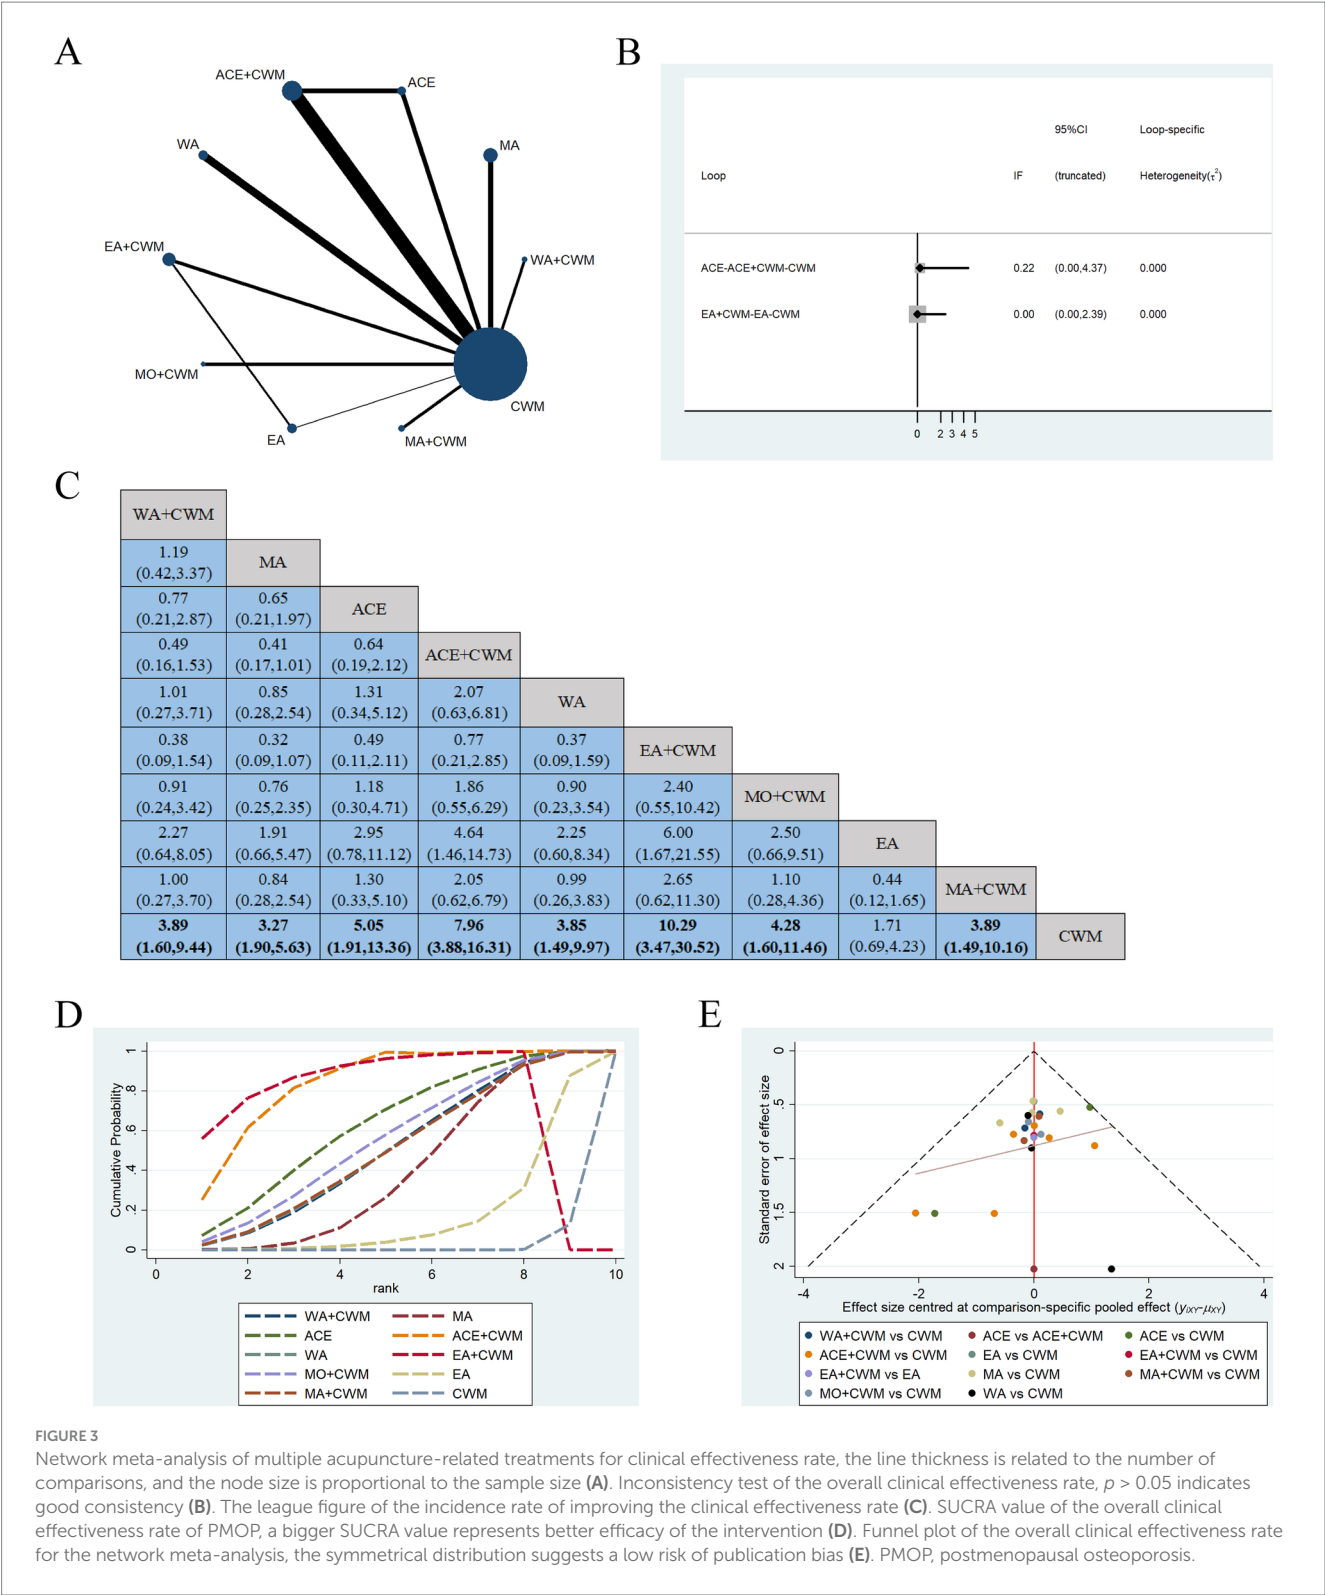 A
ACE+CWM
ACE
WA
MA
EA+CWM
WA+CWM
MO+CWM
CWM
EA
MA+CWM
B
95%CI
Loop-specific
Loop
IF
(truncated)
Heterogeneity(τ²)
ACE-ACE+CWM-CWM
0.22
(0.00,4.37)
0.000
EA+CWM-EA-CWM
0.00
(0.00,2.39)
0.000
0 2 3 4 5
C
WA+CWM
1.19 MA
(0.42,3.37)
0.77 0.65 ACE
(0.21,2.87) (0.21,1.97)
0.49 0.41 0.64 ACE+CWM
(0.16,1.53) (0.17,1.01) (0.19,2.12)
1.01 0.85 1.31 2.07 WA
(0.27,3.71) (0.28,2.54) (0.34,5.12) (0.63,6.81)
0.38 0.32 0.49 0.77 0.37 EA+CWM
(0.09,1.54) (0.09,1.07) (0.11,2.11) (0.21,2.85) (0.09,1.59)
0.91 0.76 1.18 1.86 0.90 2.40 MO+CWM
(0.24,3.42) (0.25,2.35) (0.30,4.71) (0.55,6.29) (0.23,3.54) (0.55,10.42)
2.27 1.91 2.95 4.64 2.25 6.00 2.50 EA
(0.64,8.05) (0.66,5.47) (0.78,11.12) (1.46,14.73) (0.60,8.34) (1.67,21.55) (0.66,9.51)
1.00 0.84 1.30 2.05 0.99 2.65 1.10 0.44 MA+CWM
(0.27,3.70) (0.28,2.54) (0.33,5.10) (0.62,6.79) (0.26,3.83) (0.62,11.30) (0.28,4.36) (0.12,1.65)
3.89 3.27 5.05 7.96 3.85 10.29 4.28 1.71 3.89 CWM
(1.60,9.44) (1.90,5.63) (1.91,13.36) (3.88,16.31) (1.49,9.97) (3.47,30.52) (1.60,11.46) (0.69,4.23) (1.49,10.16)
D
Cumulative Probability
1
.8
.6
.4
.2
0
0 2 4 6 8 10
rank
WA+CWM MA
ACE ACE+CWM
WA EA+CWM
MO+CWM EA
MA+CWM CWM
E
Standard error of effect size
0
.5
1
1.5
2
-4 -2 0 2 4
Effect size centred at comparison-specific pooled effect (yiXY-μXY)
WA+CWM vs CWM ACE vs ACE+CWM ACE vs CWM
ACE+CWM vs CWM EA vs CWM EA+CWM vs CWM
EA+CWM vs EA MA vs CWM MA+CWM vs CWM
MO+CWM vs CWM WA vs CWM
FIGURE 3
Network meta-analysis of multiple acupuncture-related treatments for clinical effectiveness rate, the line thickness is related to the number of
comparisons, and the node size is proportional to the sample size (A). Inconsistency test of the overall clinical effectiveness rate, p > 0.05 indicates
good consistency (B). The league figure of the incidence rate of improving the clinical effectiveness rate (C). SUCRA value of the overall clinical
effectiveness rate of PMOP, a bigger SUCRA value represents better efficacy of the intervention (D). Funnel plot of the overall clinical effectiveness rate
for the network meta-analysis, the symmetrical distribution suggests a low risk of publication bias (E). PMOP, postmenopausal osteoporosis.